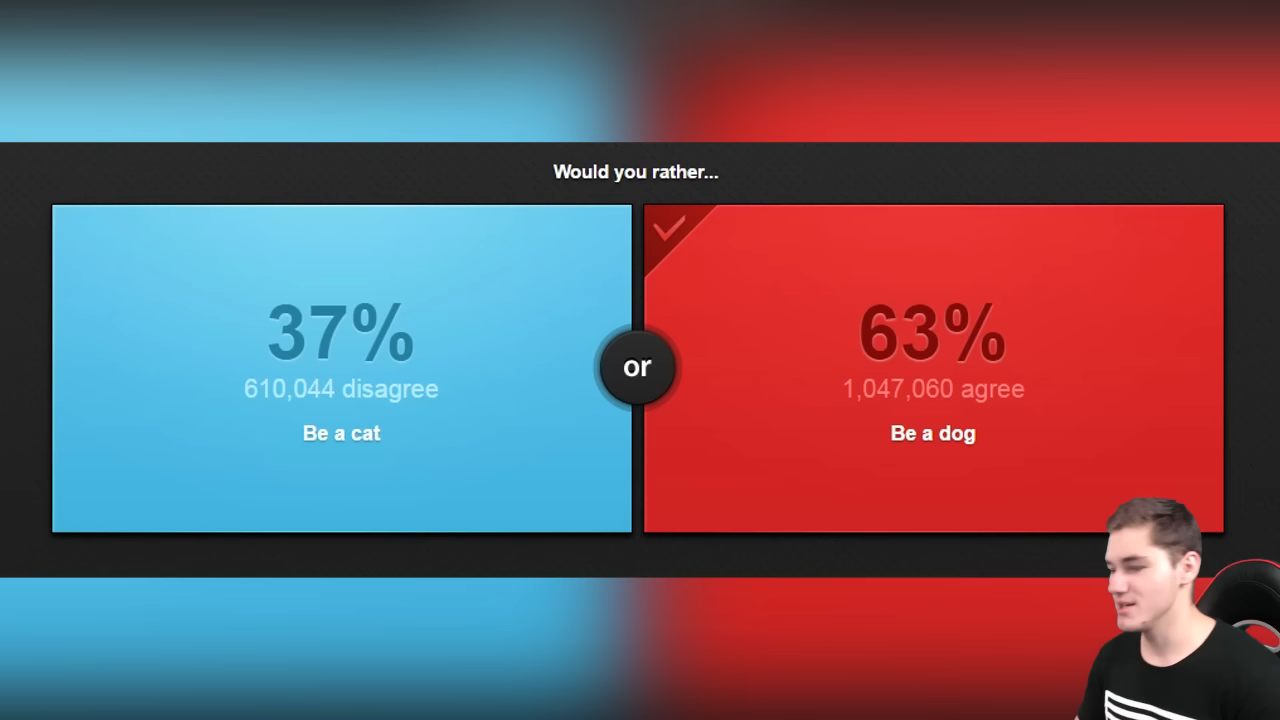 Would you rather...
37%
610,044 disagree
Be a cat
or
63%
1,047,060 agree
Be a dog